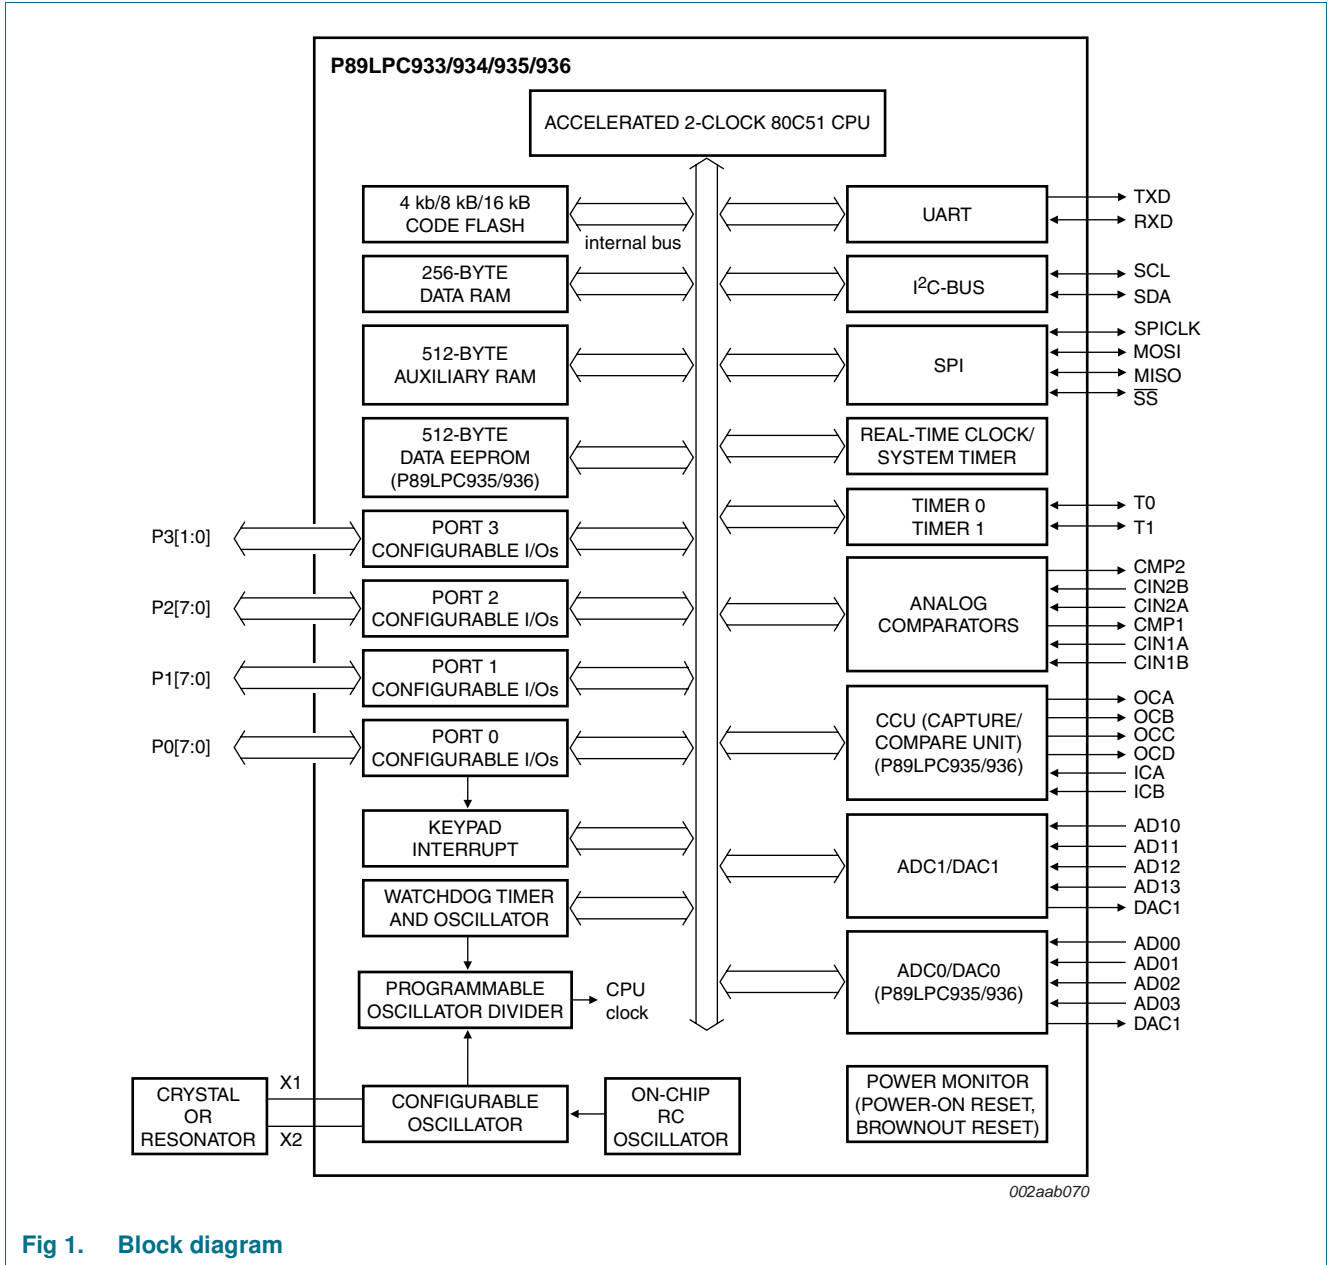 P89LPC933/934/935/936
ACCELERATED 2-CLOCK 80C51 CPU
4 kb/8 kB/16 kB
CODE FLASH
internal bus
256-BYTE
DATA RAM
512-BYTE
AUXILIARY RAM
512-BYTE
DATA EEPROM
(P89LPC935/936)
P3[1:0]
PORT 3
CONFIGURABLE I/Os
P2[7:0]
PORT 2
CONFIGURABLE I/Os
P1[7:0]
PORT 1
CONFIGURABLE I/Os
P0[7:0]
PORT 0
CONFIGURABLE I/Os
KEYPAD
INTERRUPT
WATCHDOG TIMER
AND OSCILLATOR
PROGRAMMABLE
OSCILLATOR DIVIDER
CPU
clock
CRYSTAL
OR
RESONATOR
X1
X2
CONFIGURABLE
OSCILLATOR
ON-CHIP
RC
OSCILLATOR
UART
TXD
RXD
I2C-BUS
SCL
SDA
SPI
SPICLK
MOSI
MISO
SS
REAL-TIME CLOCK/
SYSTEM TIMER
TIMER 0
TIMER 1
T0
T1
ANALOG
COMPARATORS
CMP2
CIN2B
CIN2A
CMP1
CIN1A
CIN1B
CCU (CAPTURE/
COMPARE UNIT)
(P89LPC935/936)
OCA
OCB
OCC
OCD
ICA
ICB
ADC1/DAC1
AD10
AD11
AD12
AD13
DAC1
ADC0/DAC0
(P89LPC935/936)
AD00
AD01
AD02
AD03
DAC1
POWER MONITOR
(POWER-ON RESET,
BROWNOUT RESET)
002aab070
Fig 1. Block diagram